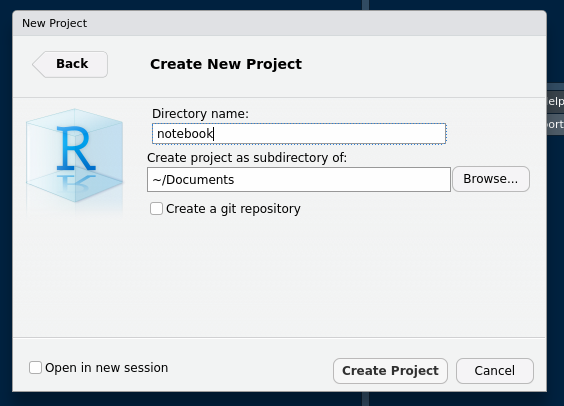 New Project
Back
Create New Project
R
Directory name:
notebook
Create project as subdirectory of:
~/Documents
Browse...
Create a git repository
Open in new session
Create Project
Cancel
elp
ort